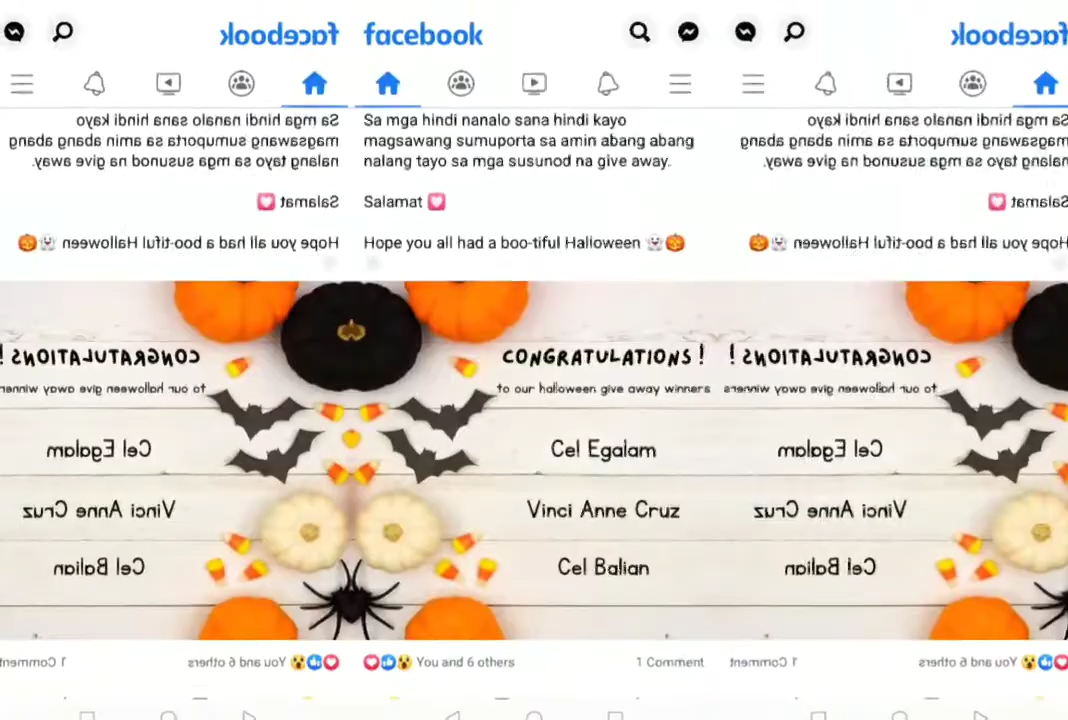 facebook
Sa mga hindi nanalo sana hindi kayo
magsawang sumuporta sa amin abang abang
nalang tayo sa mga susunod na give away.
Salamat 💟
Hope you all had a boo-tiful Halloween 👻🎃
CONGRATULATIONS!
to our halloween give away winners
Cel Egalam
Vinci Anne Cruz
Cel Balian
You and 6 others
1 Comment